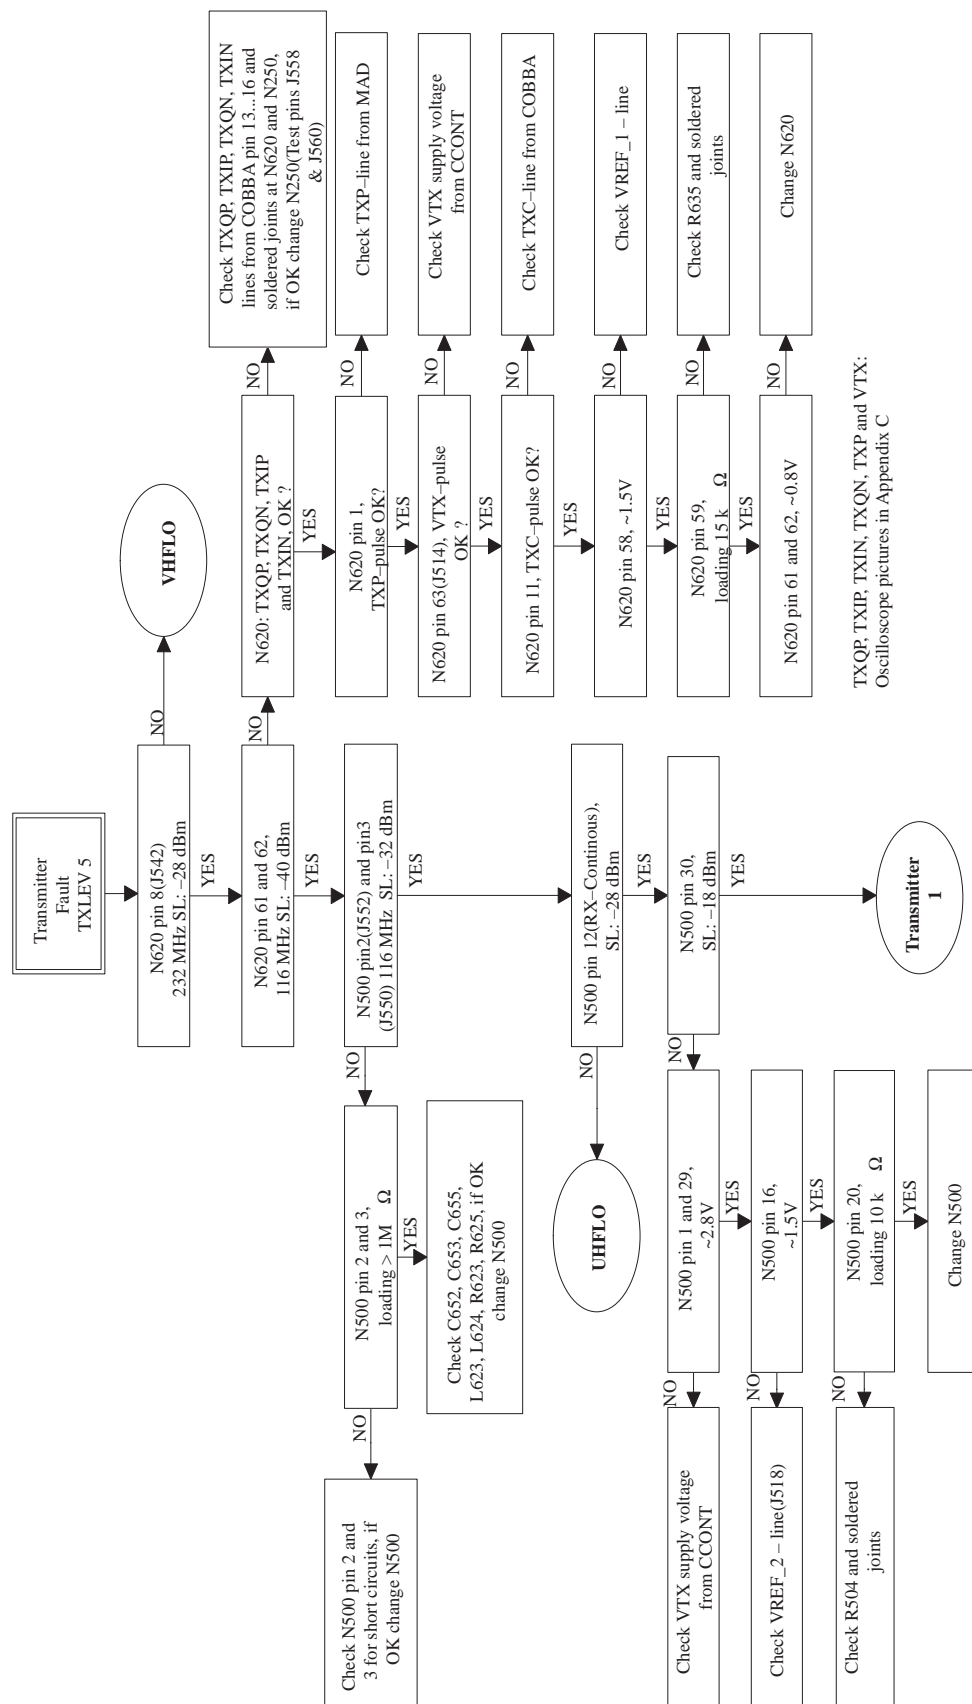 Transmitter
Fault
TXLEV 5
N620 pin 8(J542)
232 MHz SL: –28 dBm
NO
VHFLO
YES
N620 pin 61 and 62,
116 MHz SL: –40 dBm
NO
N620: TXQP, TXQN, TXIP
and TXIN, OK ?
NO
Check TXQP, TXIP, TXQN, TXIN
lines from COBBA pin 13...16 and
soldered joints at N620 and N250,
if OK change N250(Test pins J558
& J560)
YES
N620 pin 1,
TXP–pulse OK?
NO
Check TXP–line from MAD
YES
N620 pin 63(J514), VTX–pulse
OK ?
NO
Check VTX supply voltage
from CCONT
YES
N620 pin 11, TXC–pulse OK?
NO
Check TXC–line from COBBA
YES
N620 pin 58, ~1.5V
NO
Check VREF_1 – line
YES
N620 pin 59,
loading 15 k Ω
NO
Check R635 and soldered
joints
YES
N620 pin 61 and 62, ~0.8V
NO
Change N620
TXQP, TXIP, TXIN, TXQN, TXP and VTX:
Oscilloscope pictures in Appendix C
YES
N500 pin2(J552) and pin3
(J550) 116 MHz SL: –32 dBm
NO
N500 pin 2 and 3,
loading > 1M Ω
NO
Check N500 pin 2 and
3 for short circuits, if
OK change N500
YES
Check C652, C653, C655,
L623, L624, R623, R625, if OK
change N500
YES
N500 pin 12(RX–Continous),
SL: –28 dBm
NO
UHFLO
YES
N500 pin 30,
SL: –18 dBm
NO
N500 pin 1 and 29,
~2.8V
NO
Check VTX supply voltage
from CCONT
YES
N500 pin 16,
~1.5V
NO
Check VREF_2 – line(J518)
YES
N500 pin 20,
loading 10 k Ω
NO
Check R504 and soldered
joints
YES
Change N500
YES
Transmitter
1